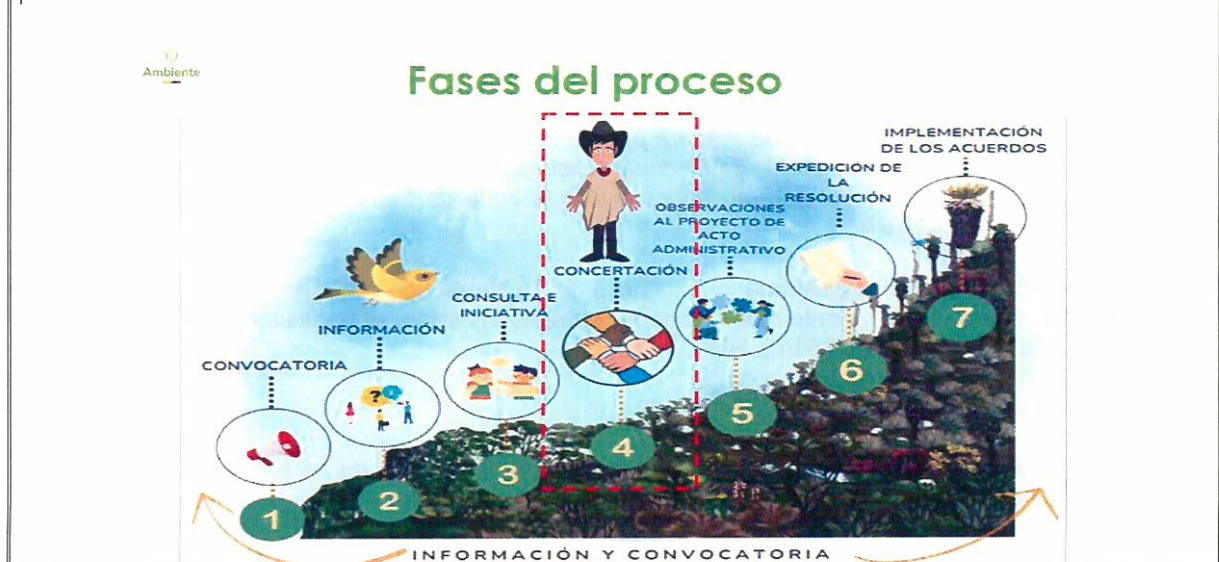 Ambiente
Fases del proceso
CONVOCATORIA
INFORMACIÓN
CONSULTA E
INICIATIVA
CONCERTACIÓN
OBSERVACIONES
AL PROYECTO DE
ACTO
ADMINISTRATIVO
EXPEDICIÓN DE
LA
RESOLUCIÓN
IMPLEMENTACIÓN
DE LOS ACUERDOS
?
1
2
3
4
5
6
7
INFORMACIÓN Y CONVOCATORIA